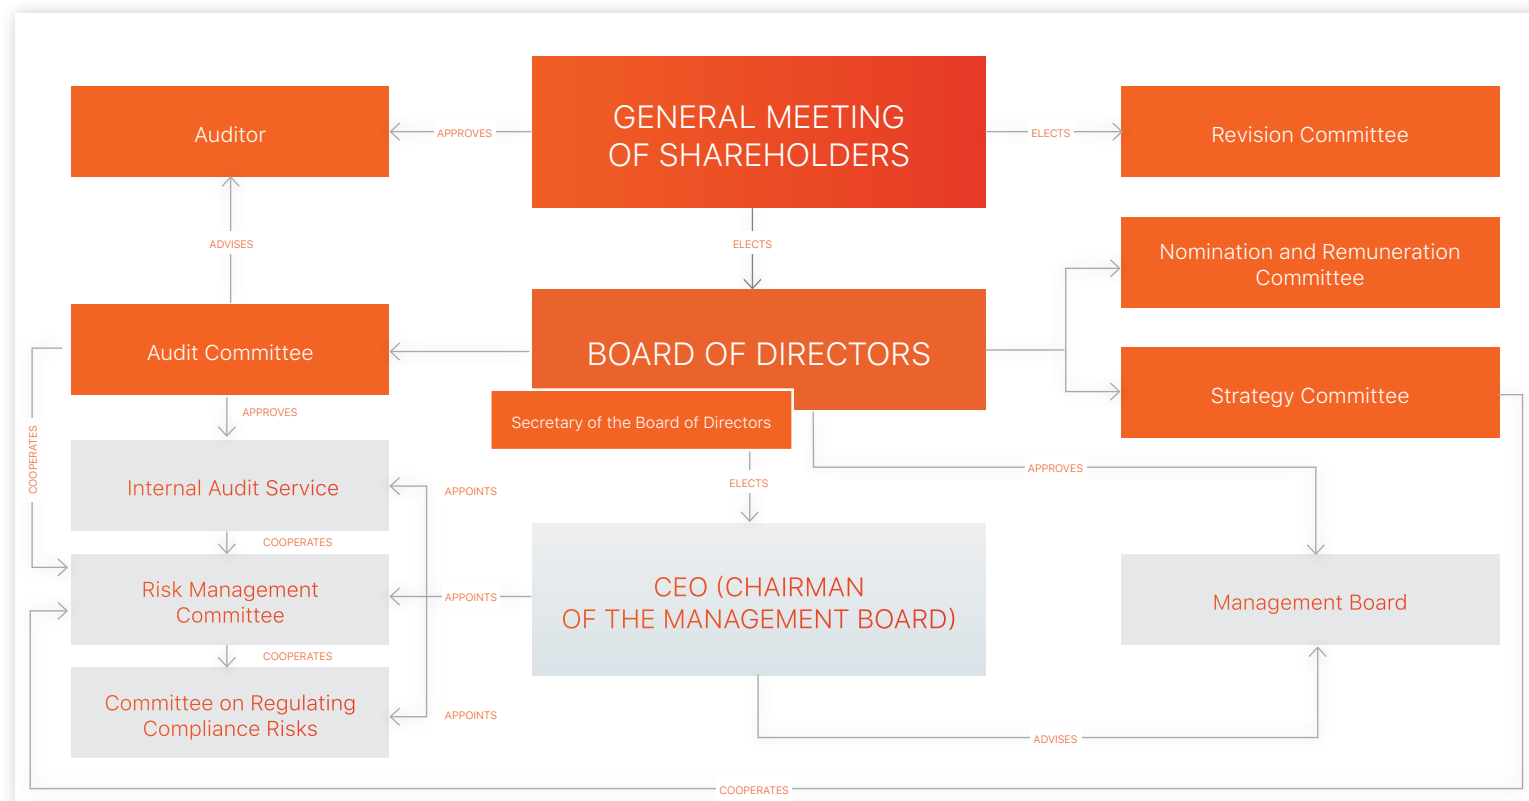 GENERAL MEETING
OF SHAREHOLDERS
Auditor
APPROVES
ELECTS
Revision Committee
ADVISES
ELECTS
Nomination and Remuneration
Committee
Audit Committee
BOARD OF DIRECTORS
Strategy Committee
Secretary of the Board of Directors
APPROVES
COOPERATES
Internal Audit Service
APPOINTS
ELECTS
APPROVES
COOPERATES
Risk Management
Committee
APPOINTS
CEO (CHAIRMAN
OF THE MANAGEMENT BOARD)
Management Board
COOPERATES
Committee on Regulating
Compliance Risks
APPOINTS
ADVISES
COOPERATES